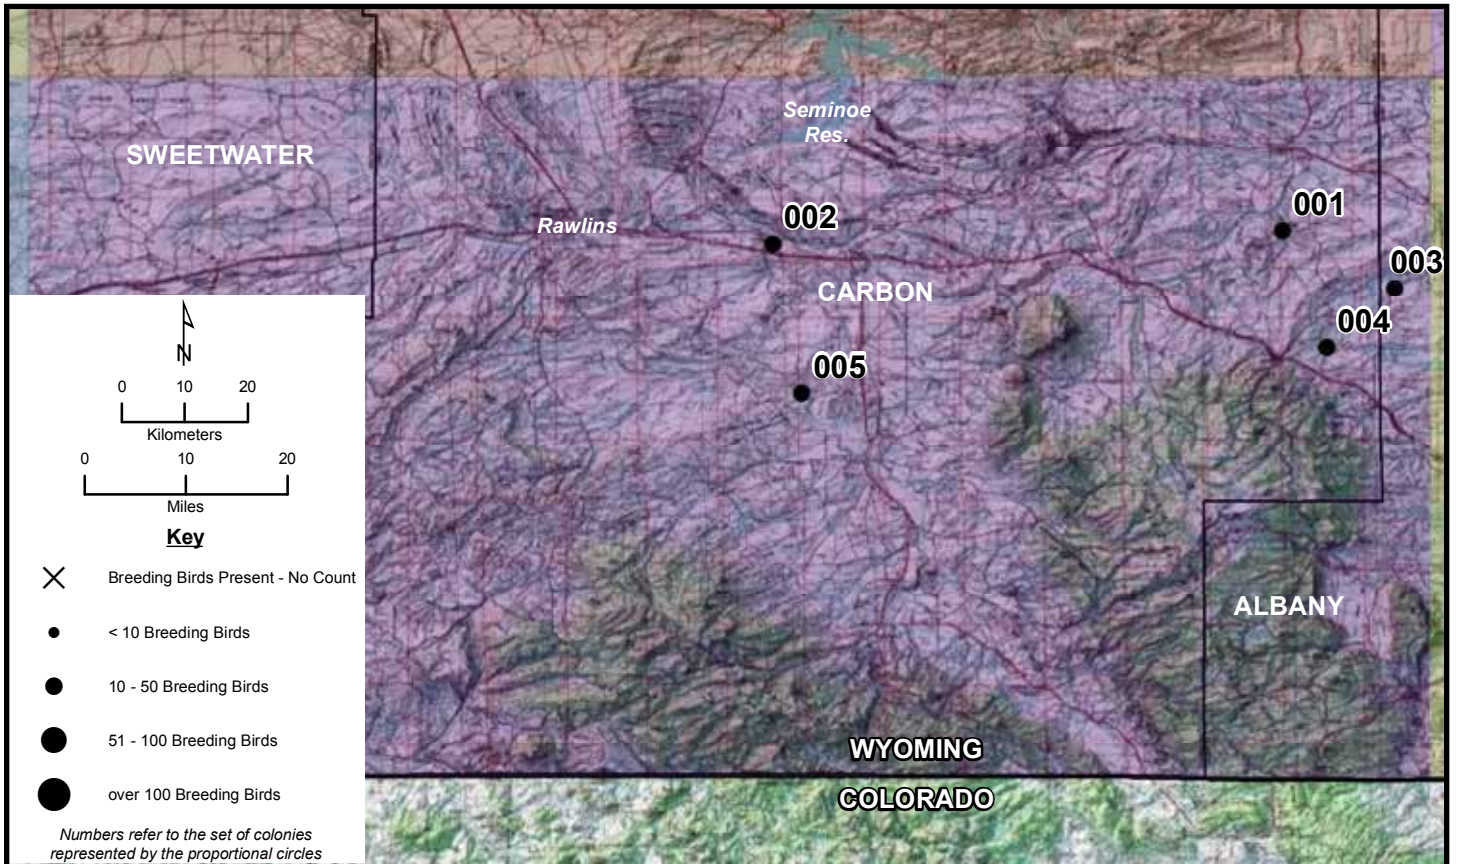 Seminoe
Res.
SWEETWATER
001
002
Rawlins
003
CARBON
004
005
N
0 10 20
Kilometers
0 10 20
Miles
Key
Breeding Birds Present - No Count
< 10 Breeding Birds
10 - 50 Breeding Birds
51 - 100 Breeding Birds
over 100 Breeding Birds
Numbers refer to the set of colonies
represented by the proportional circles
ALBANY
WYOMING
COLORADO